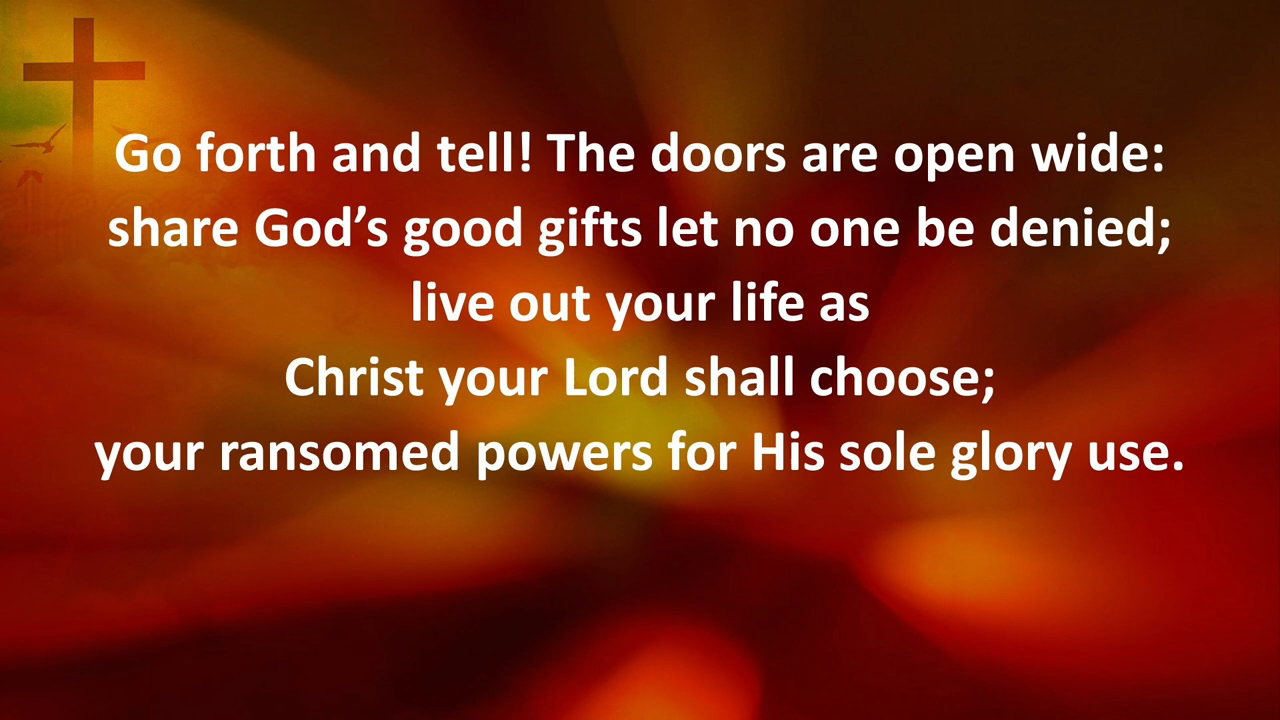 Go forth and tell! The doors are open wide:
share God’s good gifts let no one be denied;
live out your life as
Christ your Lord shall choose;
your ransomed powers for His sole glory use.